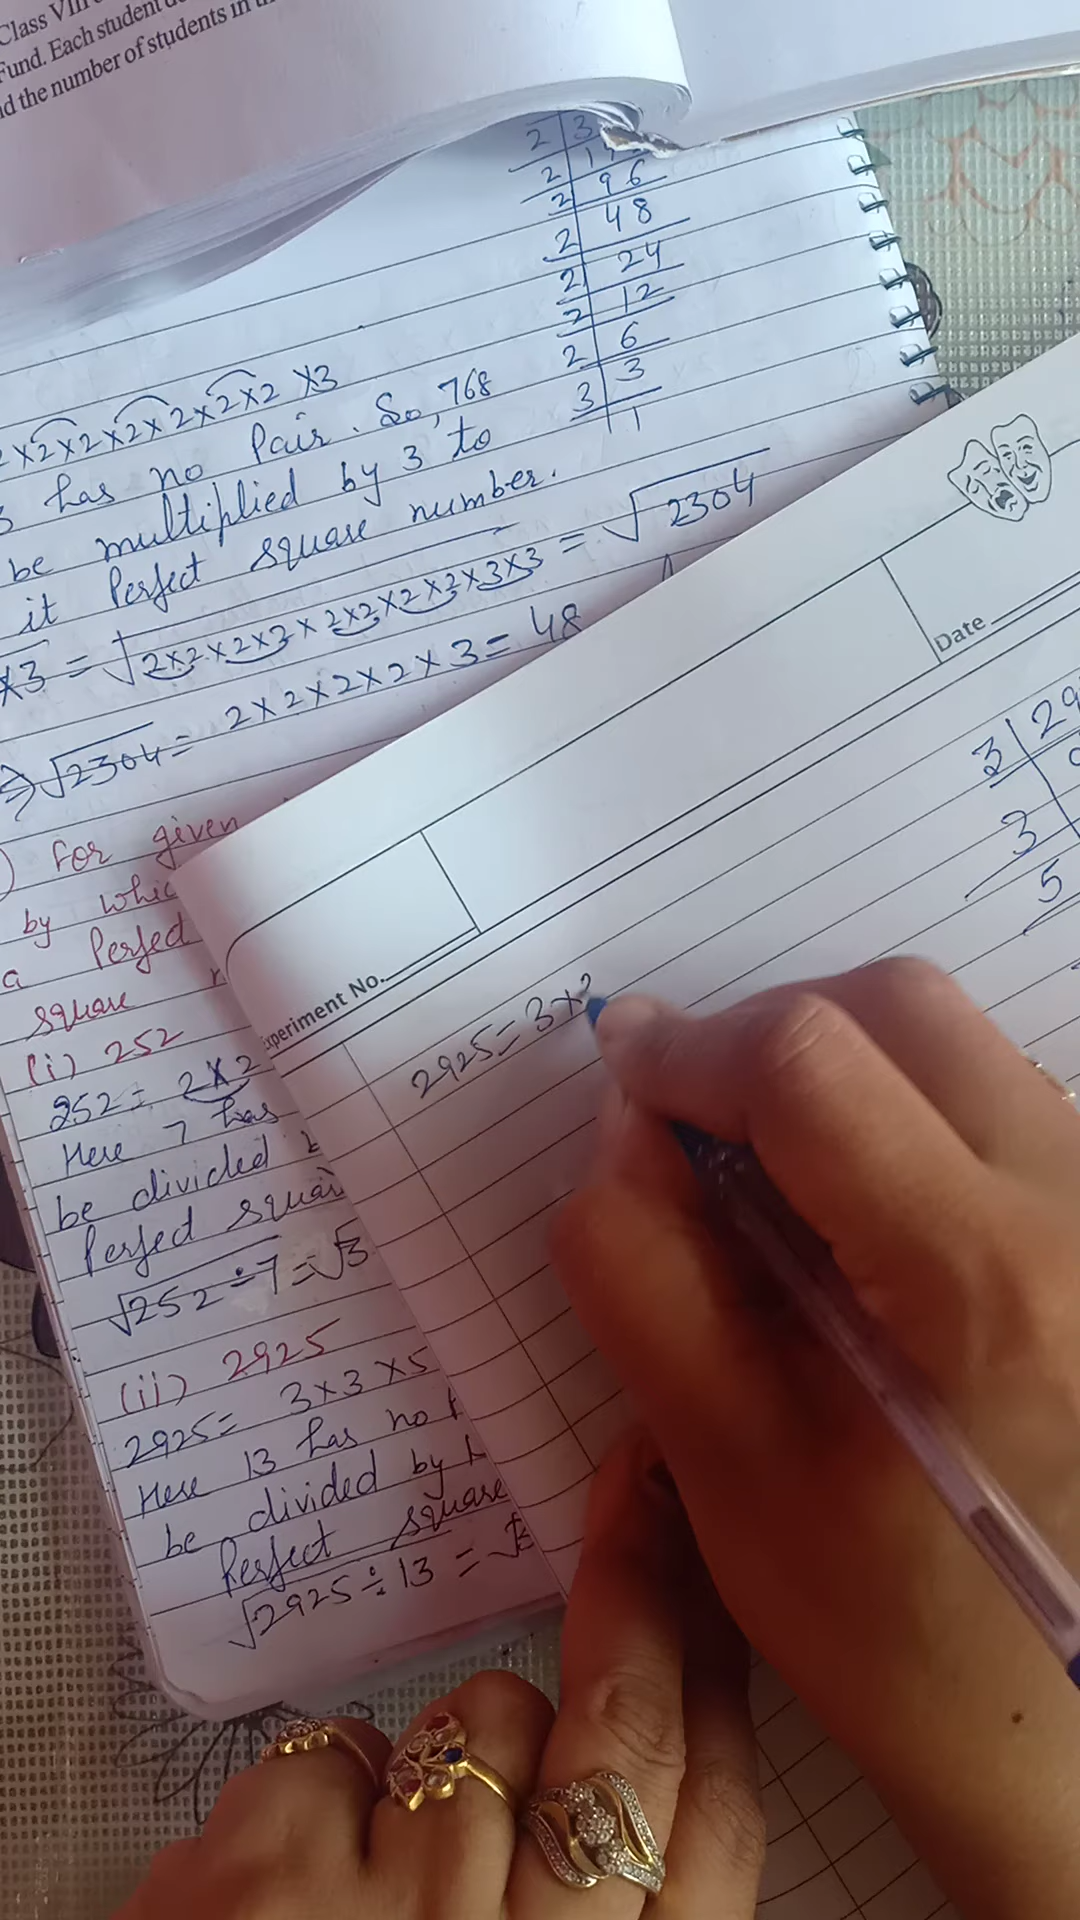 Class VIII
Fund. Each student
the number of students in
2 3
2 1
2 96
2 48
2 24
2 12
2 6
3 3
1
×2×2×2×2×2×2 ×3
has no Pair. So, 768
be multiplied by 3 to
it Perfect square number.
×3 = √2×2×2×3×2×2×2×2×3×3 = √2304
⇒ √2304 = 2×2×2×2×3 = 48
For given
by whic
a Perfect
square
(i) 252
252 = 2×2
Here 7 has
be divided
Perfect squar
√252÷7 = √3
(ii) 2925
2925 = 3×3×5
Here 13 has no
be divided by
Perfect square
√2925÷13 = √3
Date
3 29
3
5
Experiment No.
2925 = 3×3